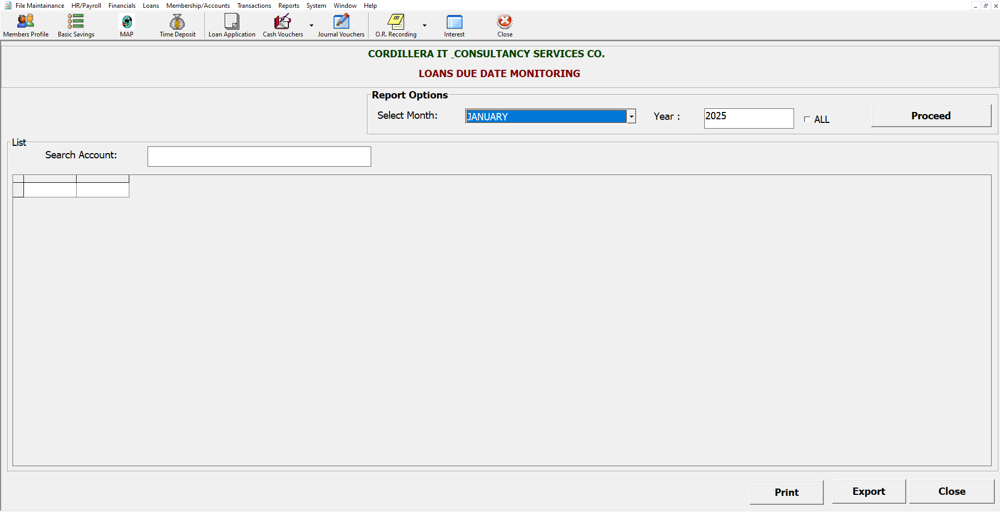 File Maintainance HR/Payroll Financials Loans Membership/Accounts Transactions Reports System Window Help
Members Profile Basic Savings MAP Time Deposit Loan Application Cash Vouchers Journal Vouchers O.R. Recording Interest Close
CORDILLERA IT _CONSULTANCY SERVICES CO.
LOANS DUE DATE MONITORING
Report Options
Select Month: JANUARY Year : 2025 ALL Proceed
List
Search Account:
Print Export Close